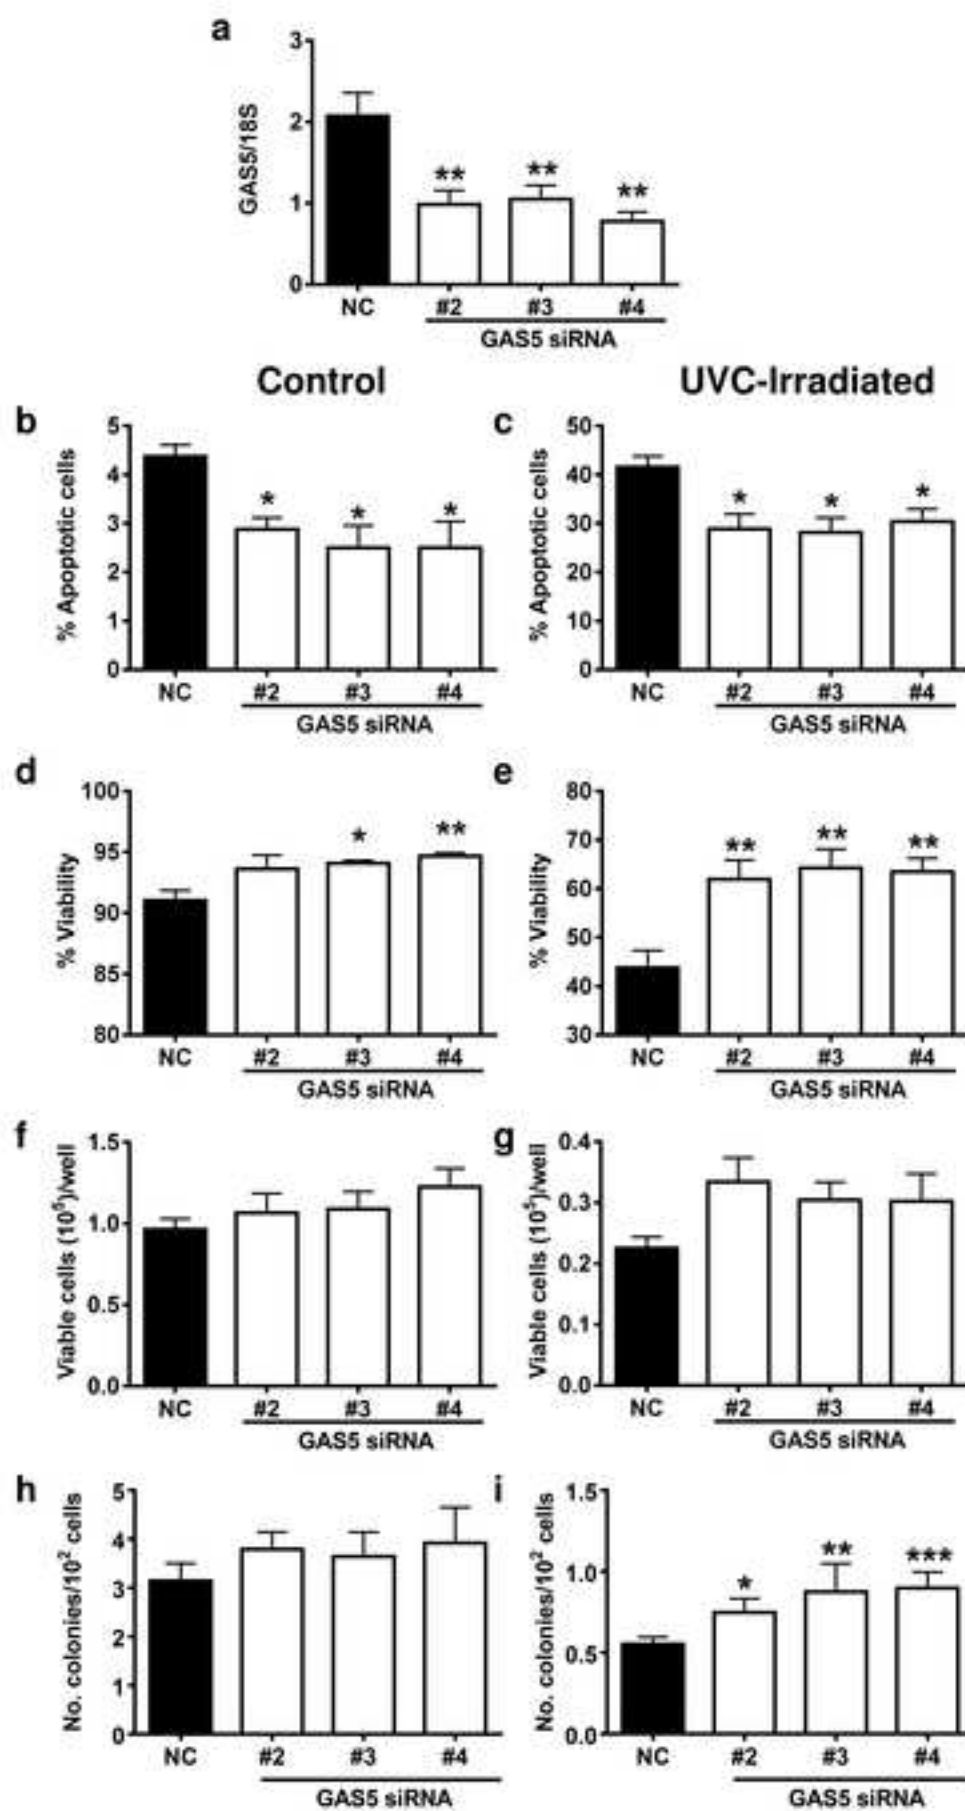 a
3
2
1
0
GAS5/18S
**
**
**
NC #2 #3 #4
GAS5 siRNA
Control
UVC-Irradiated
b
5
4
3
2
1
0
% Apoptotic cells
*
*
*
NC #2 #3 #4
GAS5 siRNA
c
50
40
30
20
10
0
% Apoptotic cells
*
*
*
NC #2 #3 #4
GAS5 siRNA
d
100
95
90
85
80
% Viability
*
**
NC #2 #3 #4
GAS5 siRNA
e
80
70
60
50
40
30
% Viability
**
**
**
NC #2 #3 #4
GAS5 siRNA
f
1.5
1.0
0.5
0.0
Viable cells (10⁵)/well
NC #2 #3 #4
GAS5 siRNA
g
0.4
0.3
0.2
0.1
0.0
Viable cells (10⁵)/well
NC #2 #3 #4
GAS5 siRNA
h
5
4
3
2
1
0
No. colonies/10² cells
NC #2 #3 #4
GAS5 siRNA
i
1.5
1.0
0.5
0.0
No. colonies/10² cells
*
**
***
NC #2 #3 #4
GAS5 siRNA